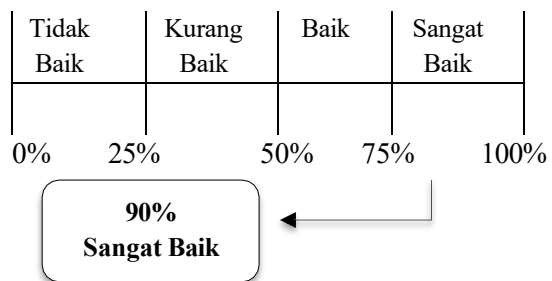 Tidak Kurang Baik Sangat
Baik Baik Baik
0% 25% 50% 75% 100%
90%
Sangat Baik